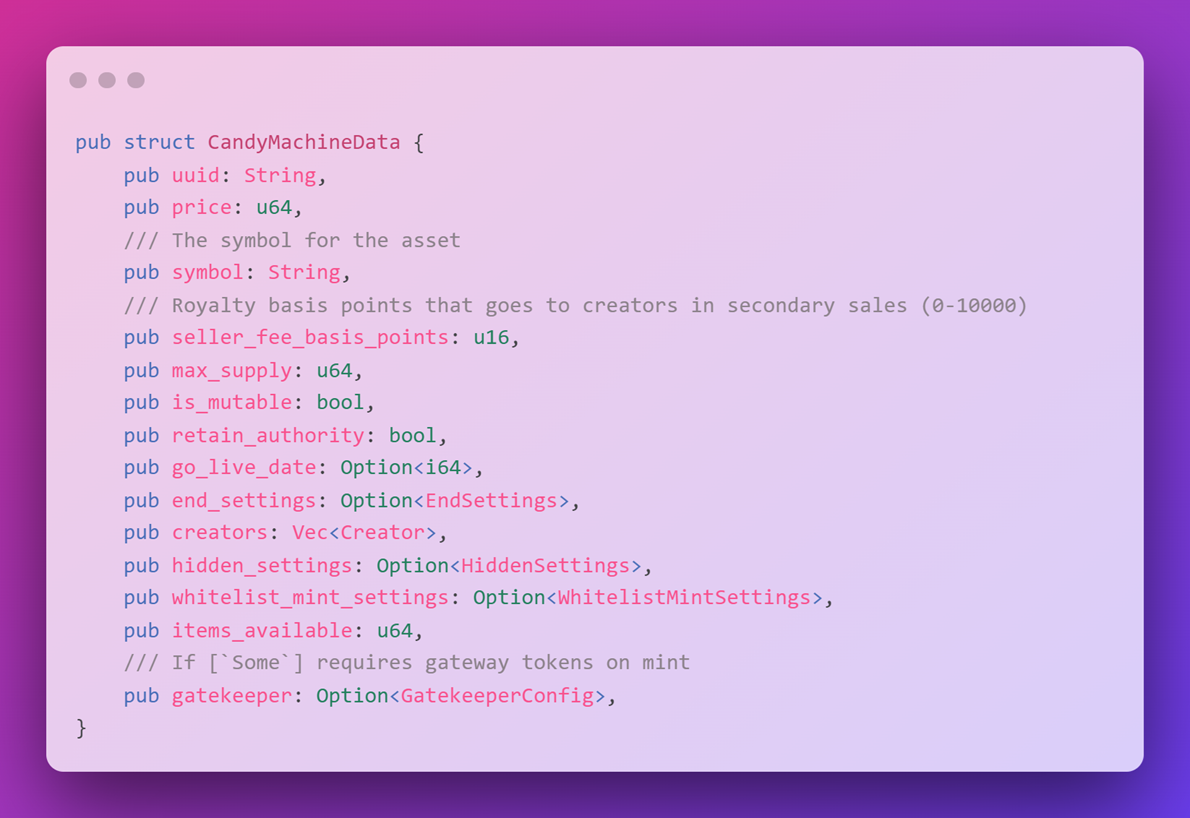 pub struct CandyMachineData {
    pub uuid: String,
    pub price: u64,
    /// The symbol for the asset
    pub symbol: String,
    /// Royalty basis points that goes to creators in secondary sales (0-10000)
    pub seller_fee_basis_points: u16,
    pub max_supply: u64,
    pub is_mutable: bool,
    pub retain_authority: bool,
    pub go_live_date: Option<i64>,
    pub end_settings: Option<EndSettings>,
    pub creators: Vec<Creator>,
    pub hidden_settings: Option<HiddenSettings>,
    pub whitelist_mint_settings: Option<WhitelistMintSettings>,
    pub items_available: u64,
    /// If [`Some`] requires gateway tokens on mint
    pub gatekeeper: Option<GatekeeperConfig>,
}